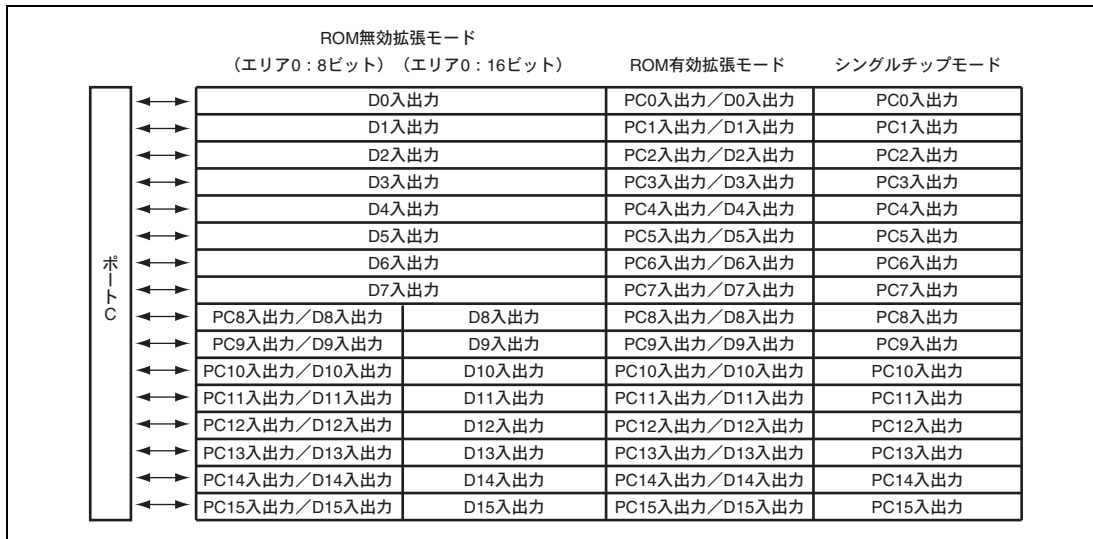 ROM無効拡張モード
（エリア0：8ビット）（エリア0：16ビット） ROM有効拡張モード シングルチップモード
ポートC
D0入出力 PC0入出力／D0入出力 PC0入出力
D1入出力 PC1入出力／D1入出力 PC1入出力
D2入出力 PC2入出力／D2入出力 PC2入出力
D3入出力 PC3入出力／D3入出力 PC3入出力
D4入出力 PC4入出力／D4入出力 PC4入出力
D5入出力 PC5入出力／D5入出力 PC5入出力
D6入出力 PC6入出力／D6入出力 PC6入出力
D7入出力 PC7入出力／D7入出力 PC7入出力
PC8入出力／D8入出力 D8入出力 PC8入出力／D8入出力 PC8入出力
PC9入出力／D9入出力 D9入出力 PC9入出力／D9入出力 PC9入出力
PC10入出力／D10入出力 D10入出力 PC10入出力／D10入出力 PC10入出力
PC11入出力／D11入出力 D11入出力 PC11入出力／D11入出力 PC11入出力
PC12入出力／D12入出力 D12入出力 PC12入出力／D12入出力 PC12入出力
PC13入出力／D13入出力 D13入出力 PC13入出力／D13入出力 PC13入出力
PC14入出力／D14入出力 D14入出力 PC14入出力／D14入出力 PC14入出力
PC15入出力／D15入出力 D15入出力 PC15入出力／D15入出力 PC15入出力